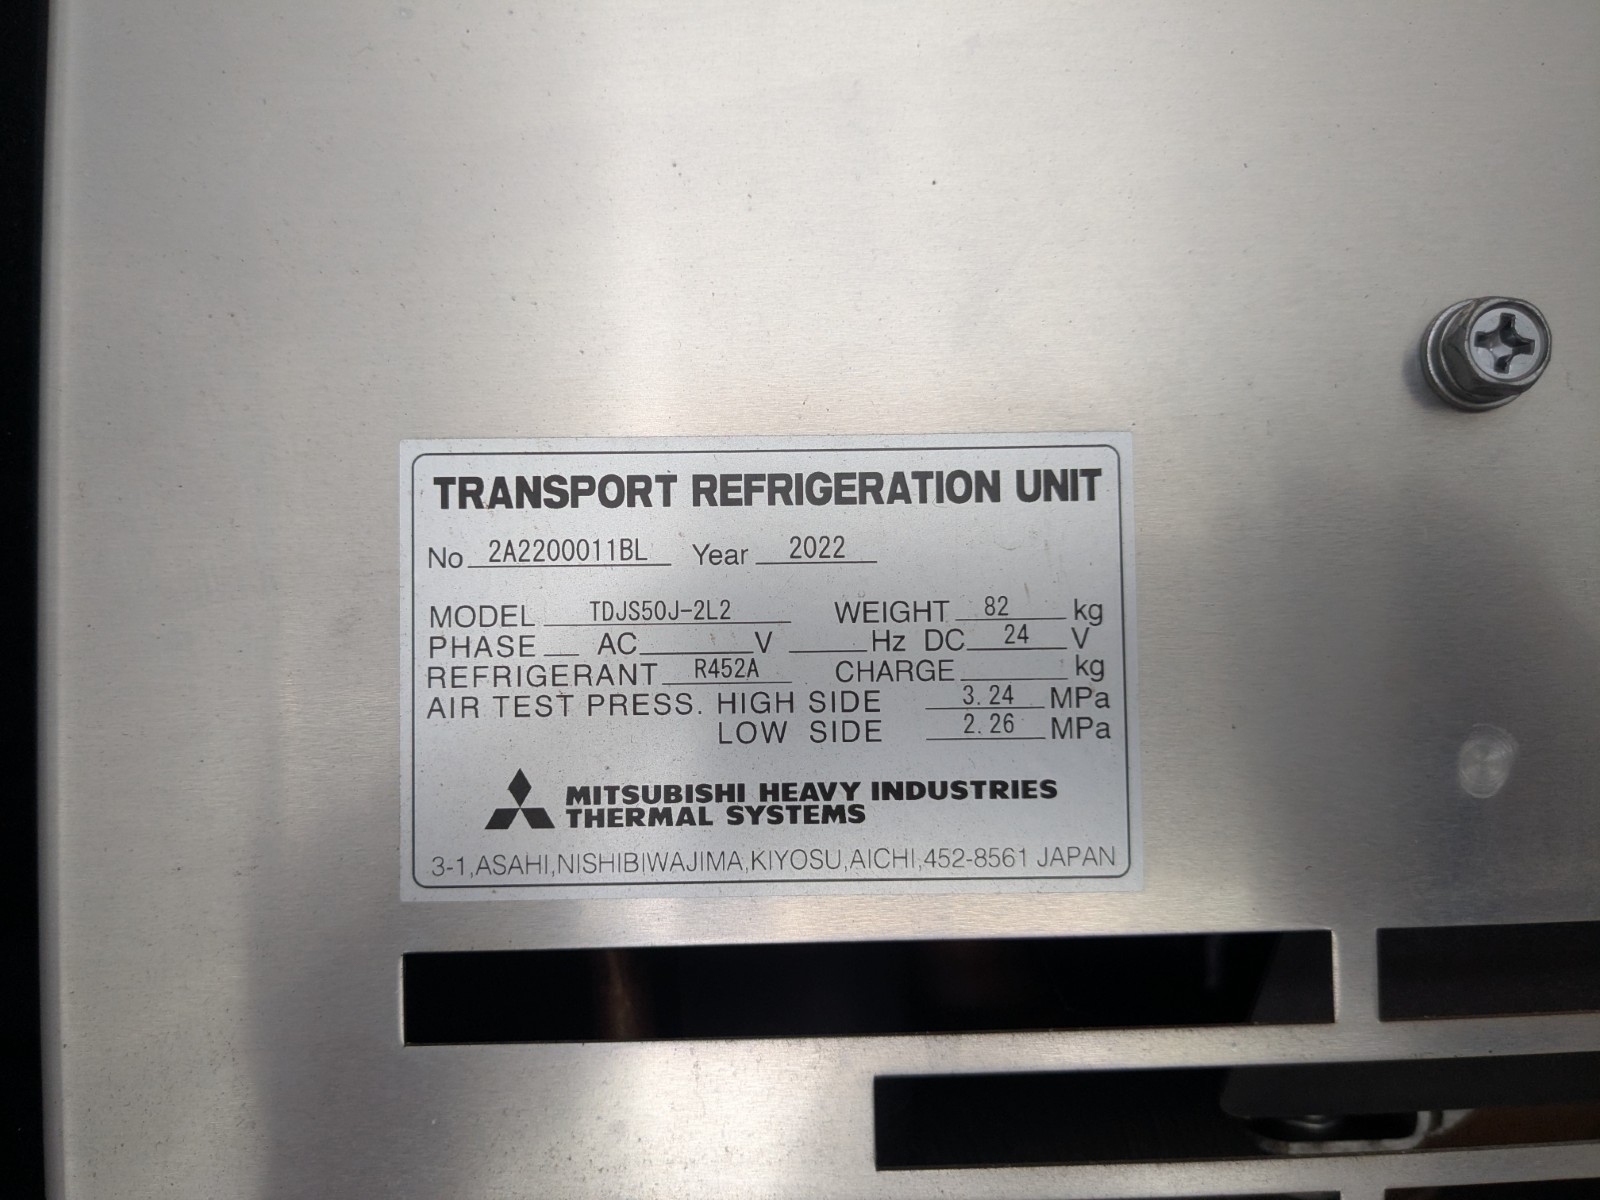 TRANSPORT REFRIGERATION UNIT
No 2A2200011BL Year 2022
MODEL TDJS50J-2L2 WEIGHT 82 kg
PHASE AC V Hz DC 24 V
REFRIGERANT R452A CHARGE kg
AIR TEST PRESS. HIGH SIDE 3.24 MPa
LOW SIDE 2.26 MPa
MITSUBISHI HEAVY INDUSTRIES
THERMAL SYSTEMS
3-1,ASAHI,NISHIBIWAJIMA,KIYOSU,AICHI,452-8561 JAPAN